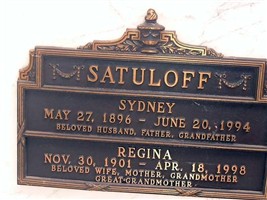 SATULOFF
SYDNEY
MAY 27, 1896 - JUNE 20, 1994
BELOVED HUSBAND, FATHER, GRANDFATHER
REGINA
NOV. 30, 1901 - APR. 18, 1998
BELOVED WIFE, MOTHER, GRANDMOTHER
GREAT-GRANDMOTHER